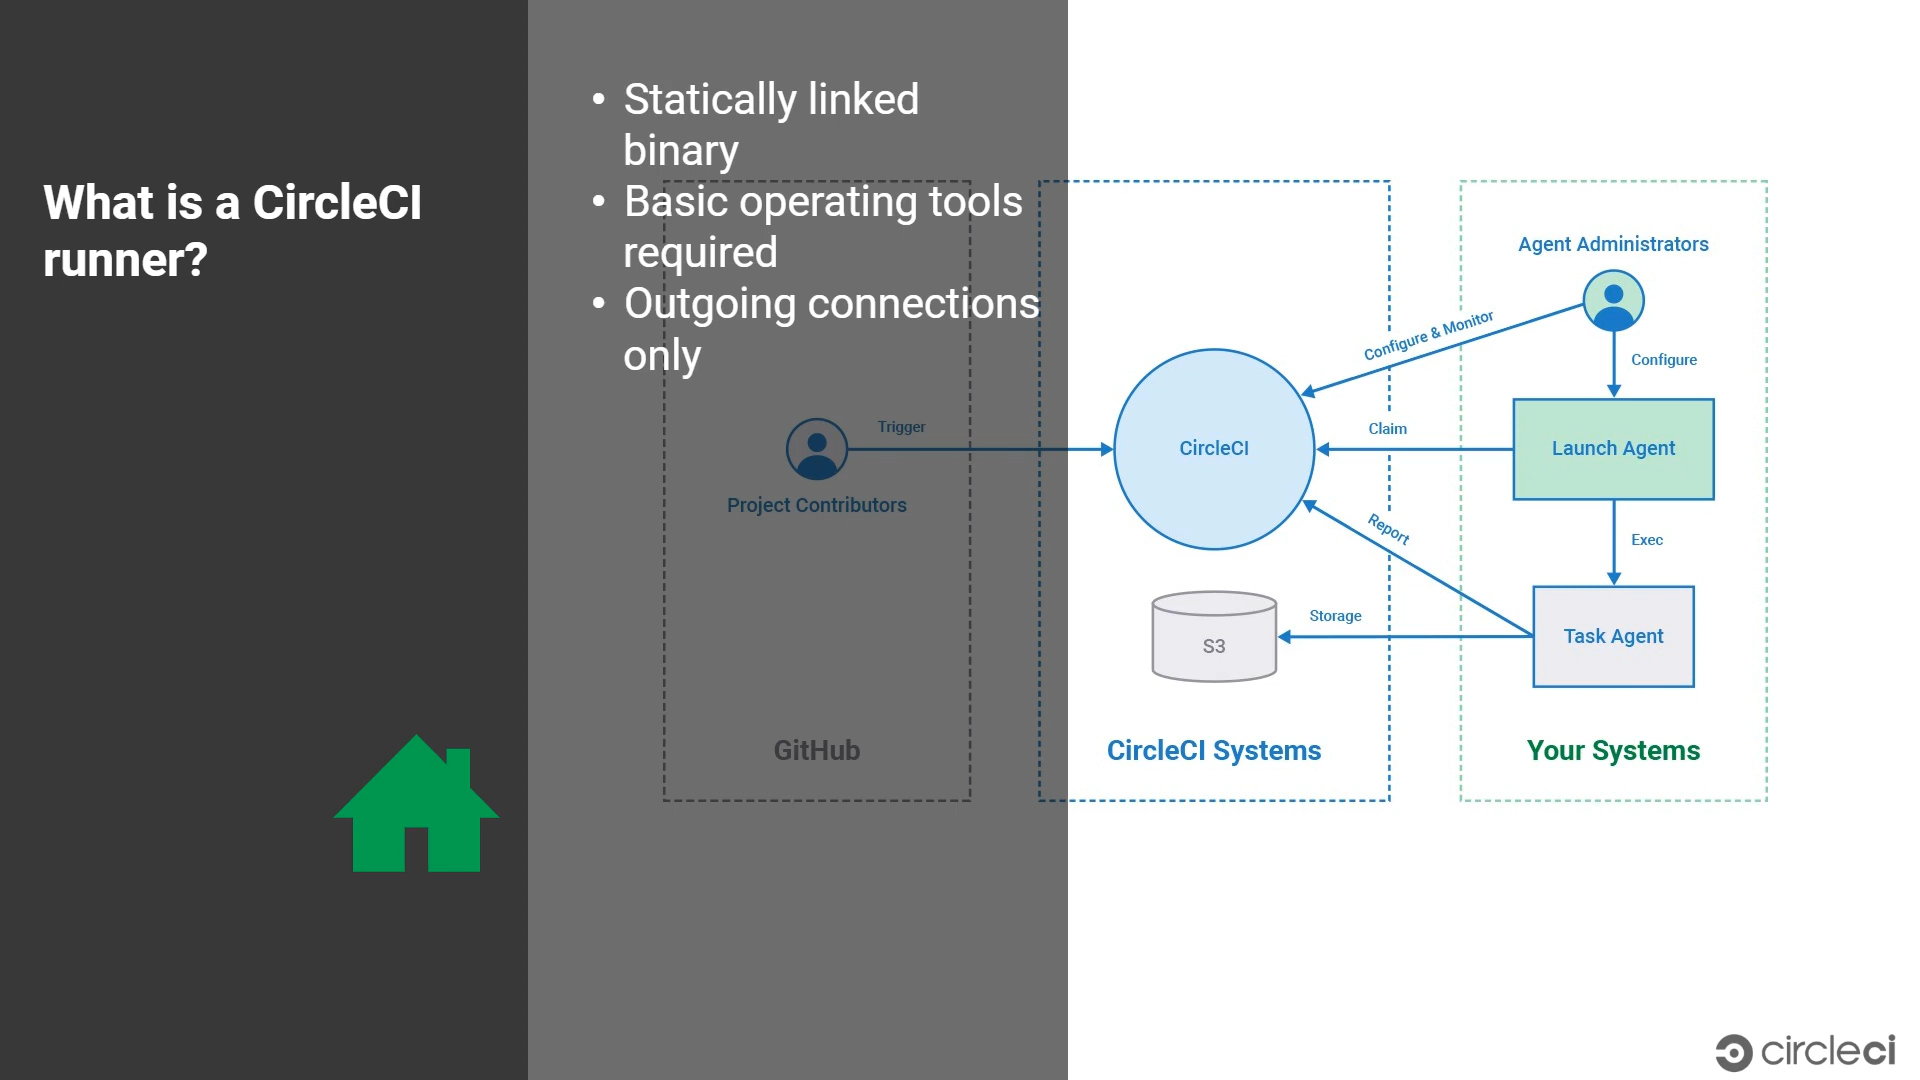 What is a CircleCI
runner?
• Statically linked
binary
• Basic operating tools
required
• Outgoing connections
only
Trigger
Project Contributors
GitHub
CircleCI
S3
CircleCI Systems
Configure & Monitor
Claim
Report
Storage
Agent Administrators
Configure
Launch Agent
Exec
Task Agent
Your Systems
circleci